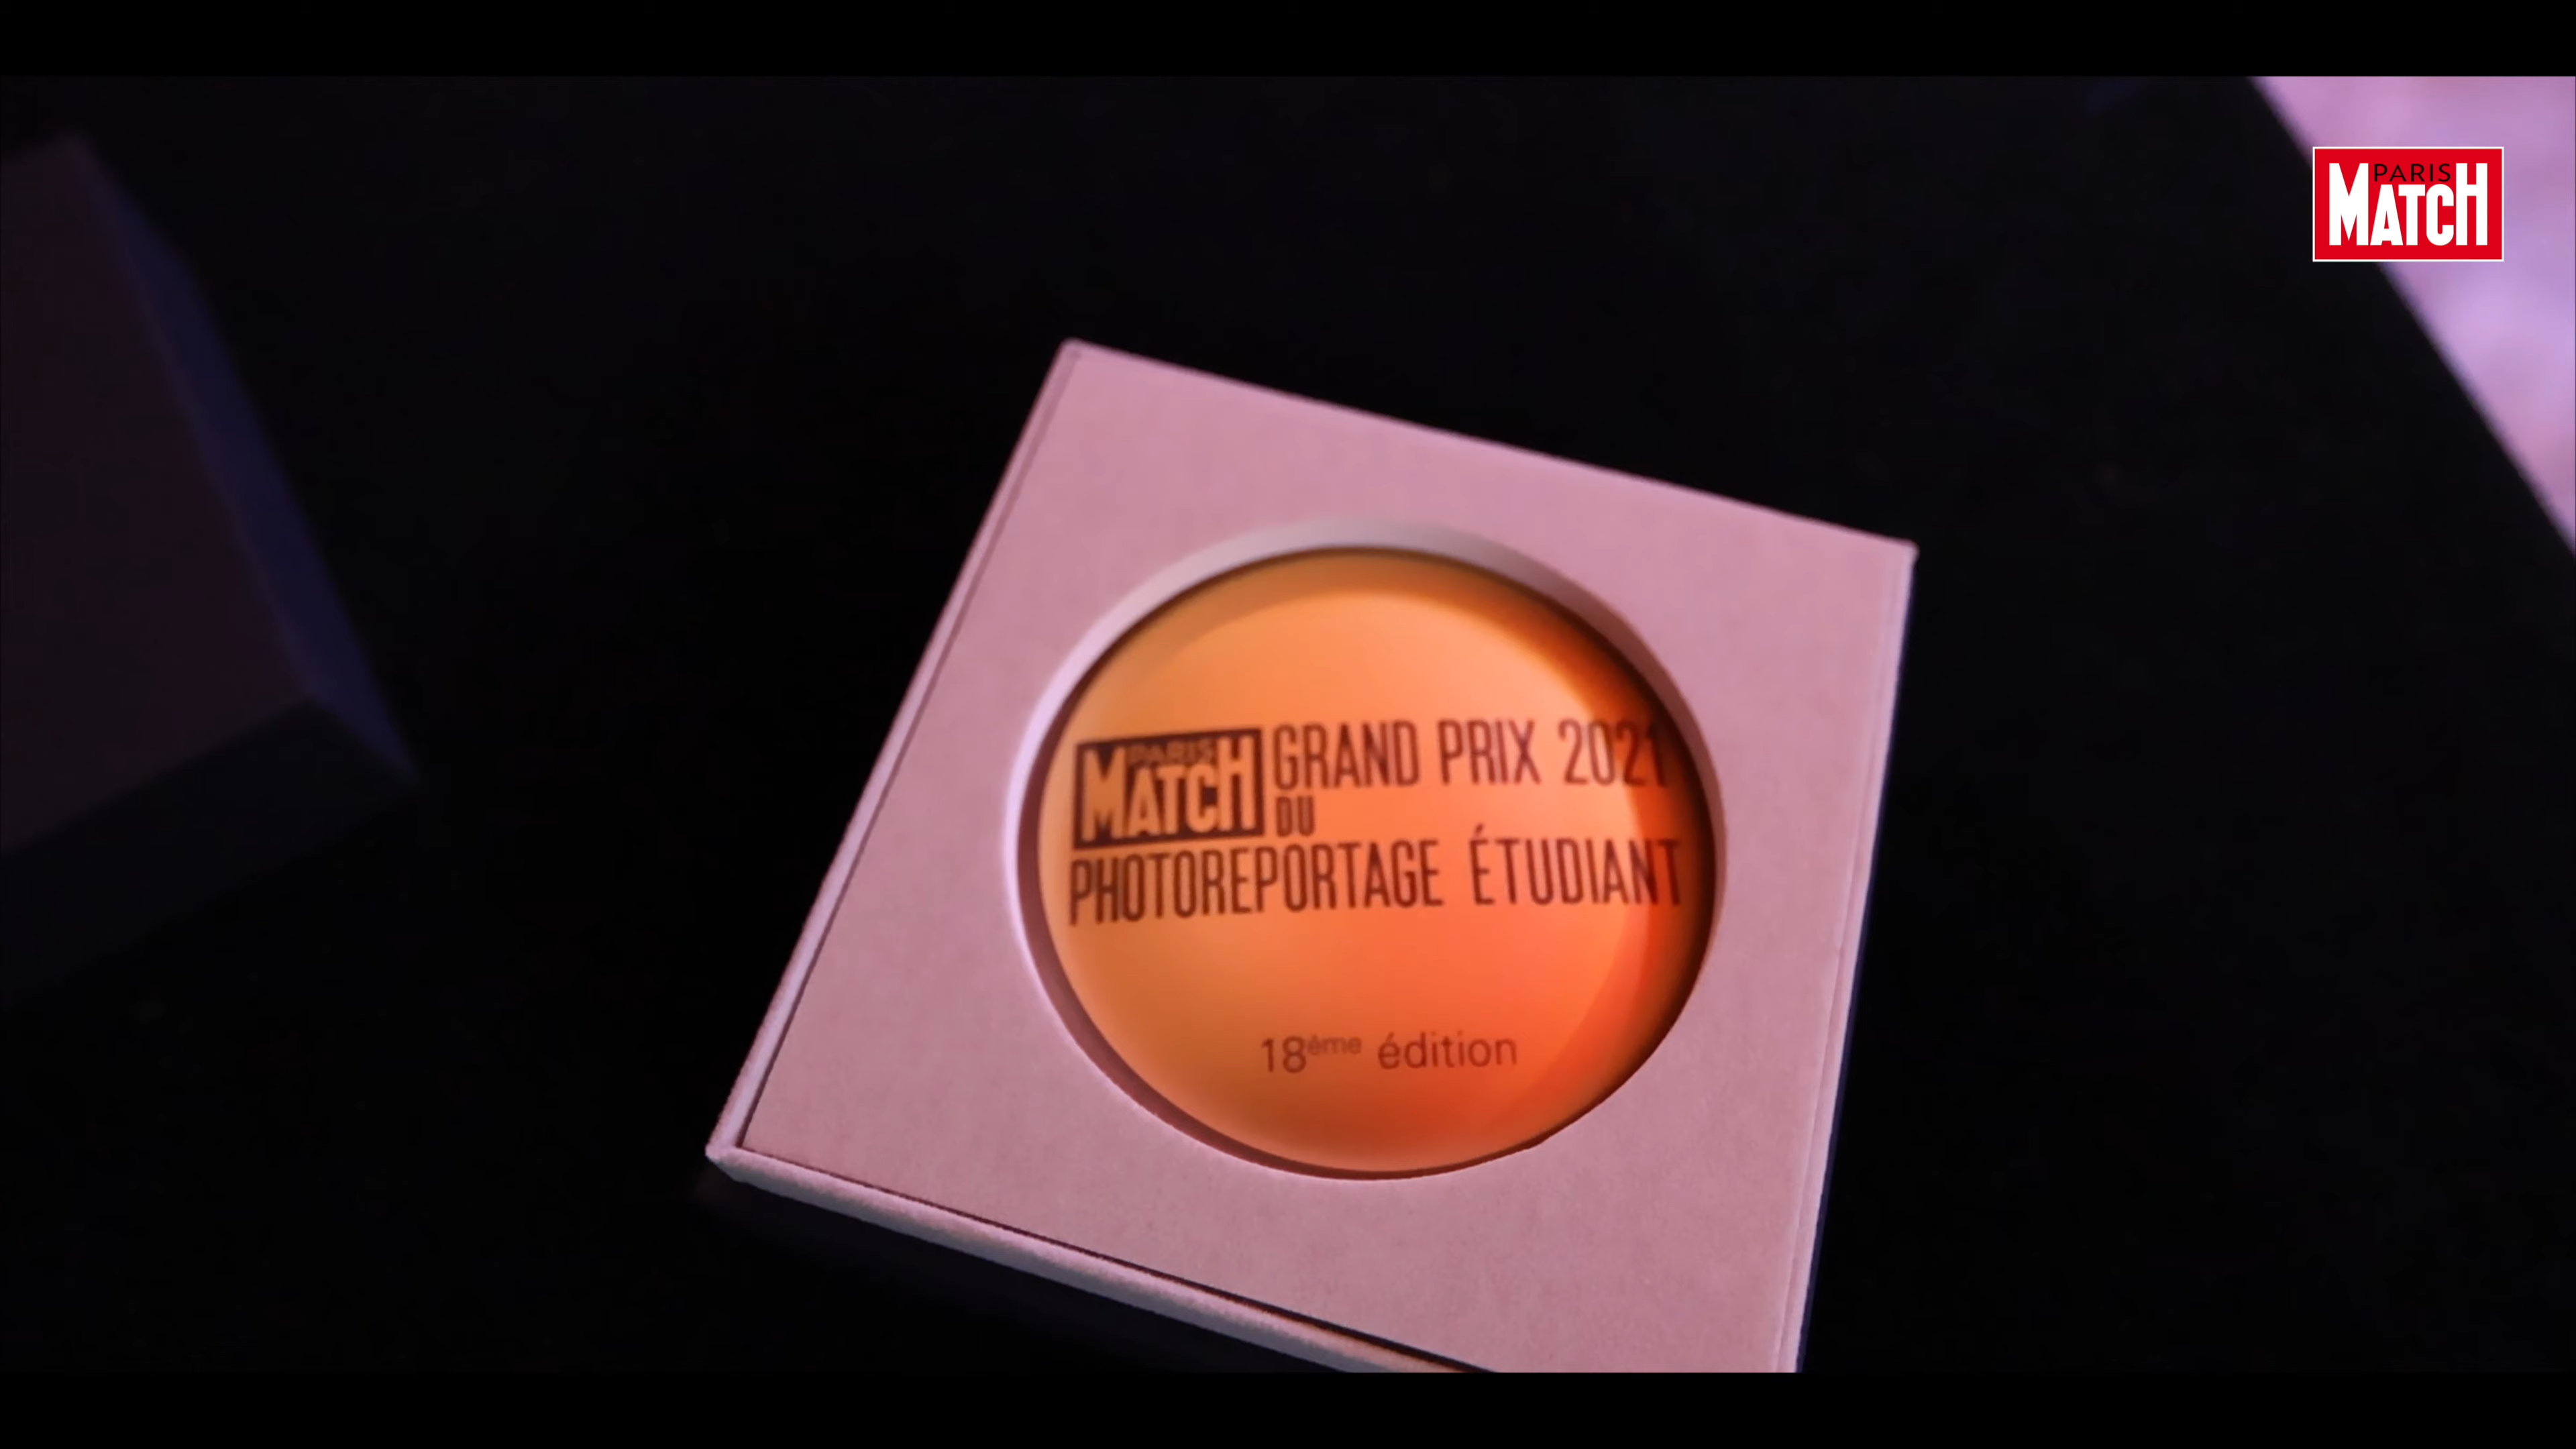 PARIS
MATCH
PARIS
MATCH
GRAND PRIX 2021
DU
PHOTOREPORTAGE ÉTUDIANT
18ème édition